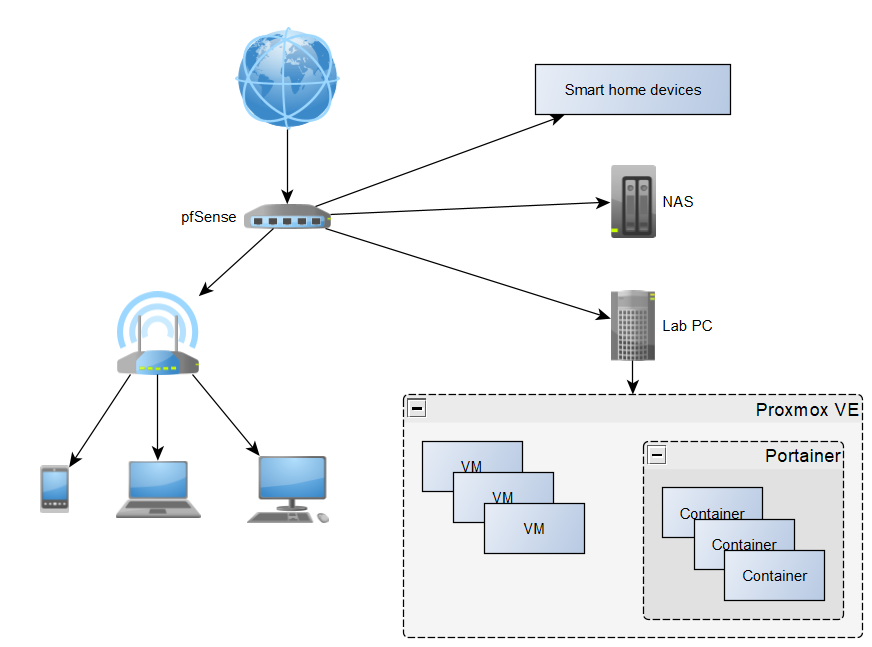 Smart home devices
pfSense
NAS
Lab PC
Proxmox VE
Portainer
VM
VM
VM
Container
Container
Container